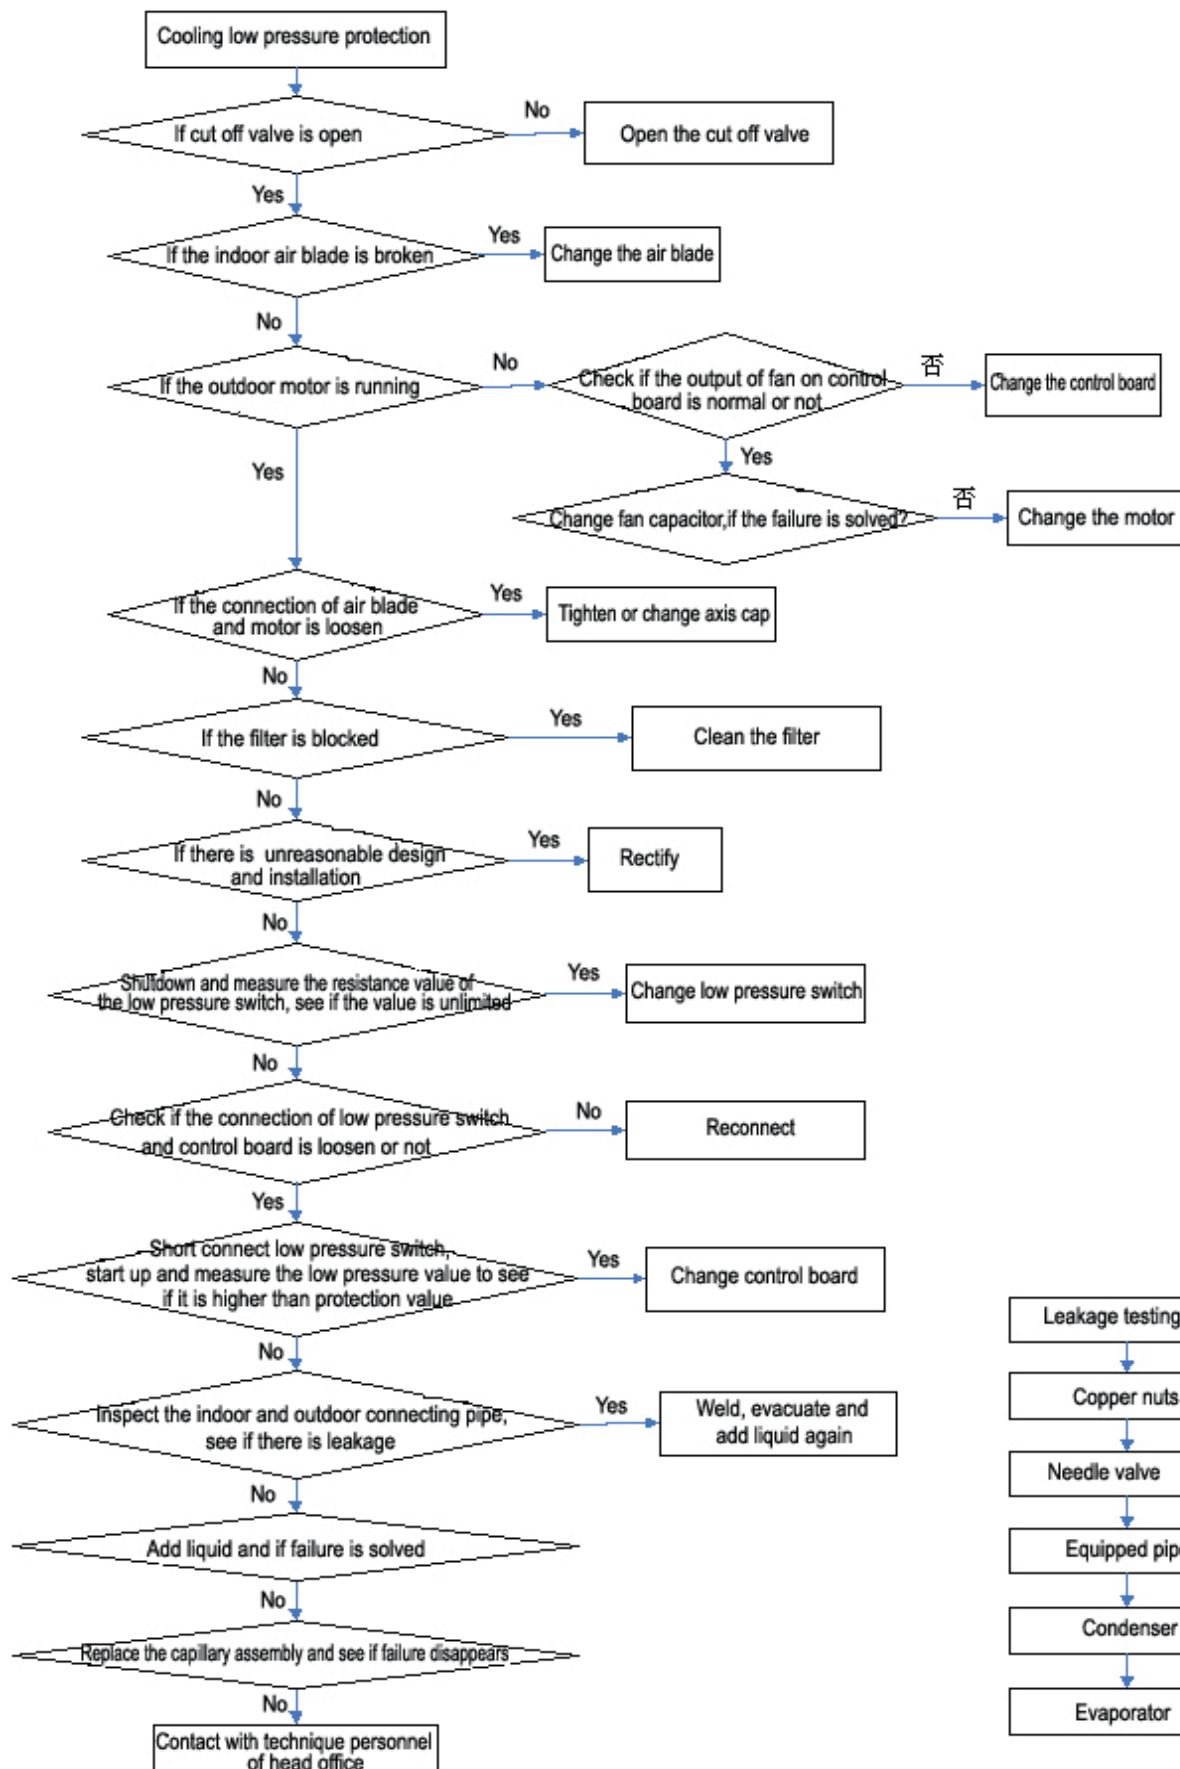 Cooling low pressure protection
If cut off valve is open
No
Open the cut off valve
Yes
If the indoor air blade is broken
Yes
Change the air blade
No
If the outdoor motor is running
No
Check if the output of fan on control
board is normal or not
否
Change the control board
Yes
Yes
Change fan capacitor,if the failure is solved?
否
Change the motor
If the connection of air blade
and motor is loosen
Yes
Tighten or change axis cap
No
If the filter is blocked
Yes
Clean the filter
No
If there is unreasonable design
and installation
Yes
Rectify
No
Shutdown and measure the resistance value of
the low pressure switch, see if the value is unlimited
Yes
Change low pressure switch
No
Check if the connection of low pressure switch
and control board is loosen or not
No
Reconnect
Yes
Short connect low pressure switch,
start up and measure the low pressure value to see
if it is higher than protection value
Yes
Change control board
No
Inspect the indoor and outdoor connecting pipe,
see if there is leakage
Yes
Weld, evacuate and
add liquid again
No
Add liquid and if failure is solved
No
Replace the capillary assembly and see if failure disappears
No
Contact with technique personnel
of head office
Leakage testing
Copper nuts
Needle valve
Equipped pip
Condenser
Evaporator